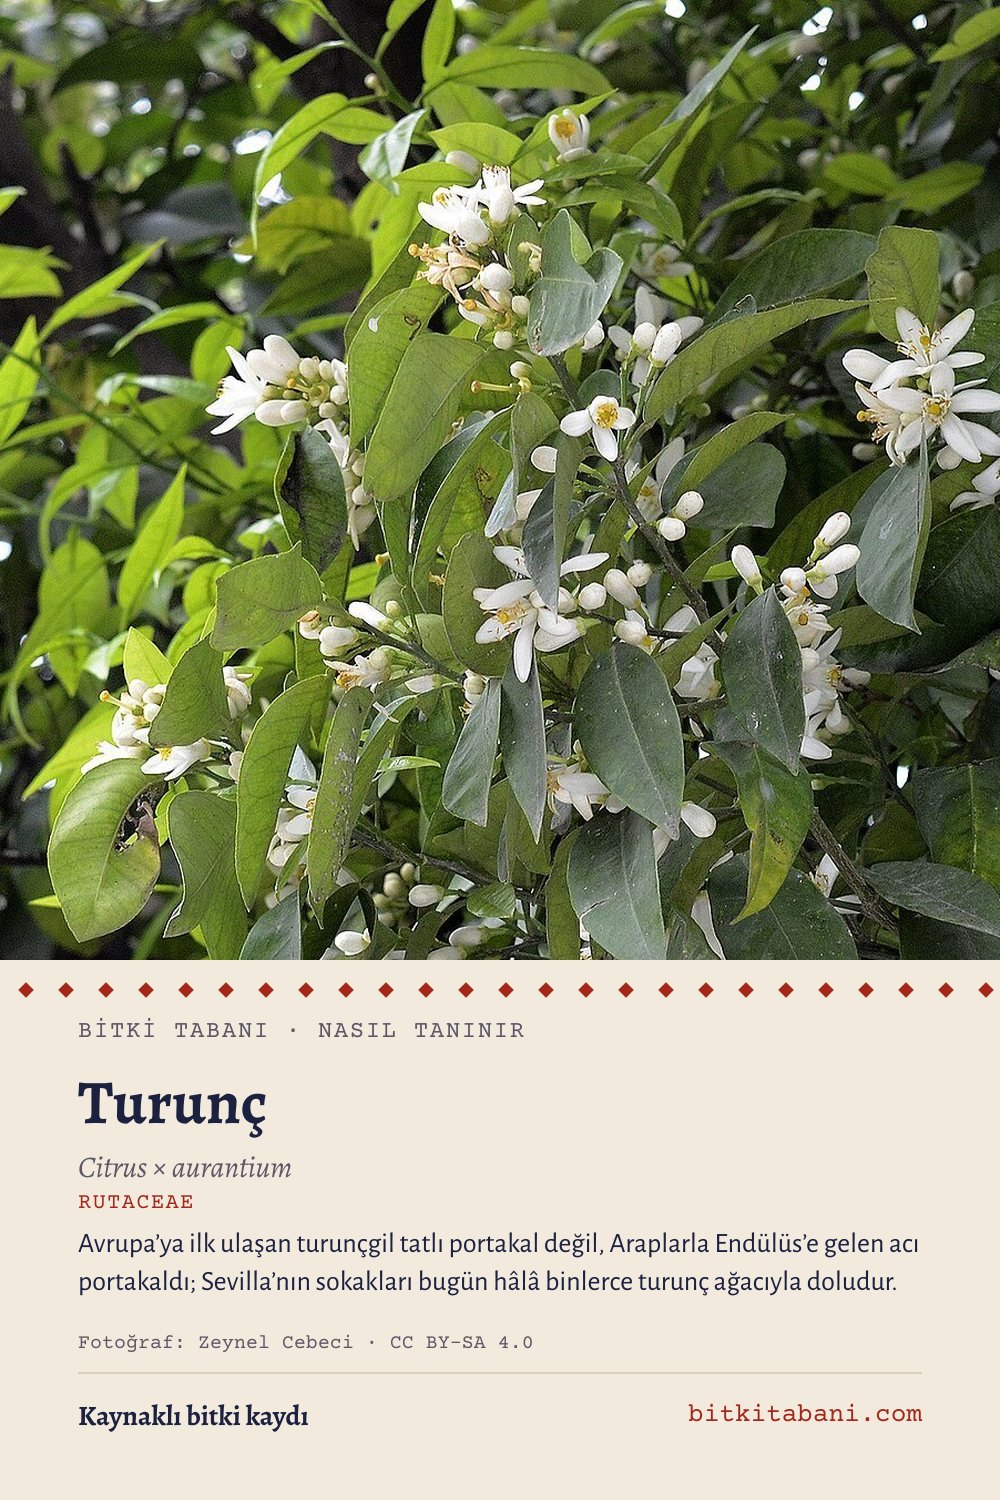 BİTKİ TABANI · NASIL TANINIR
Turunç
Citrus × aurantium
RUTACEAE
Avrupa’ya ilk ulaşan turunçgil tatlı portakal değil, Araplarla Endülüs’e gelen acı
portakaldı; Sevilla’nın sokakları bugün hâlâ binlerce turunç ağacıyla doludur.
Fotoğraf: Zeynel Cebeci · CC BY-SA 4.0
Kaynaklı bitki kaydı
bitkitabani.com